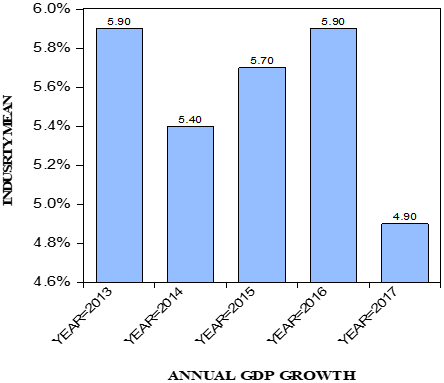 6.0%
5.8%
5.6%
5.4%
5.2%
5.0%
4.8%
4.6%
INDUSRTY MEAN
5.90
5.40
5.70
5.90
4.90
YEAR=2013
YEAR=2014
YEAR=2015
YEAR=2016
YEAR=2017
ANNUAL GDP GROWTH